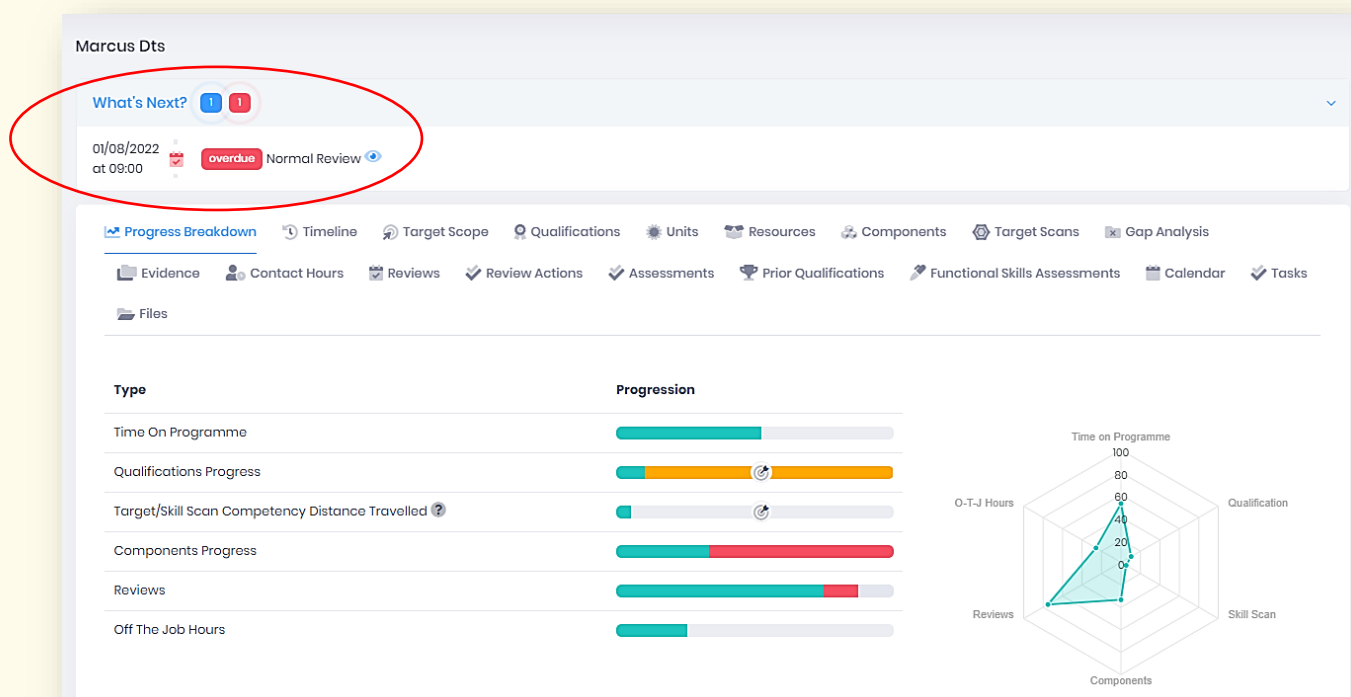 Marcus Dts
What's Next? 1 1
01/08/2022
at 09:00
overdue Normal Review
Progress Breakdown Timeline Target Scope Qualifications Units Resources Components Target Scans Gap Analysis
Evidence Contact Hours Reviews Review Actions Assessments Prior Qualifications Functional Skills Assessments Calendar Tasks
Files
Type Progression
Time On Programme
Qualifications Progress
Target/Skill Scan Competency Distance Travelled ?
Components Progress
Reviews
Off The Job Hours
Time on Programme
100
80
60
40
20
0
O-T-J Hours
Qualification
Reviews
Skill Scan
Components